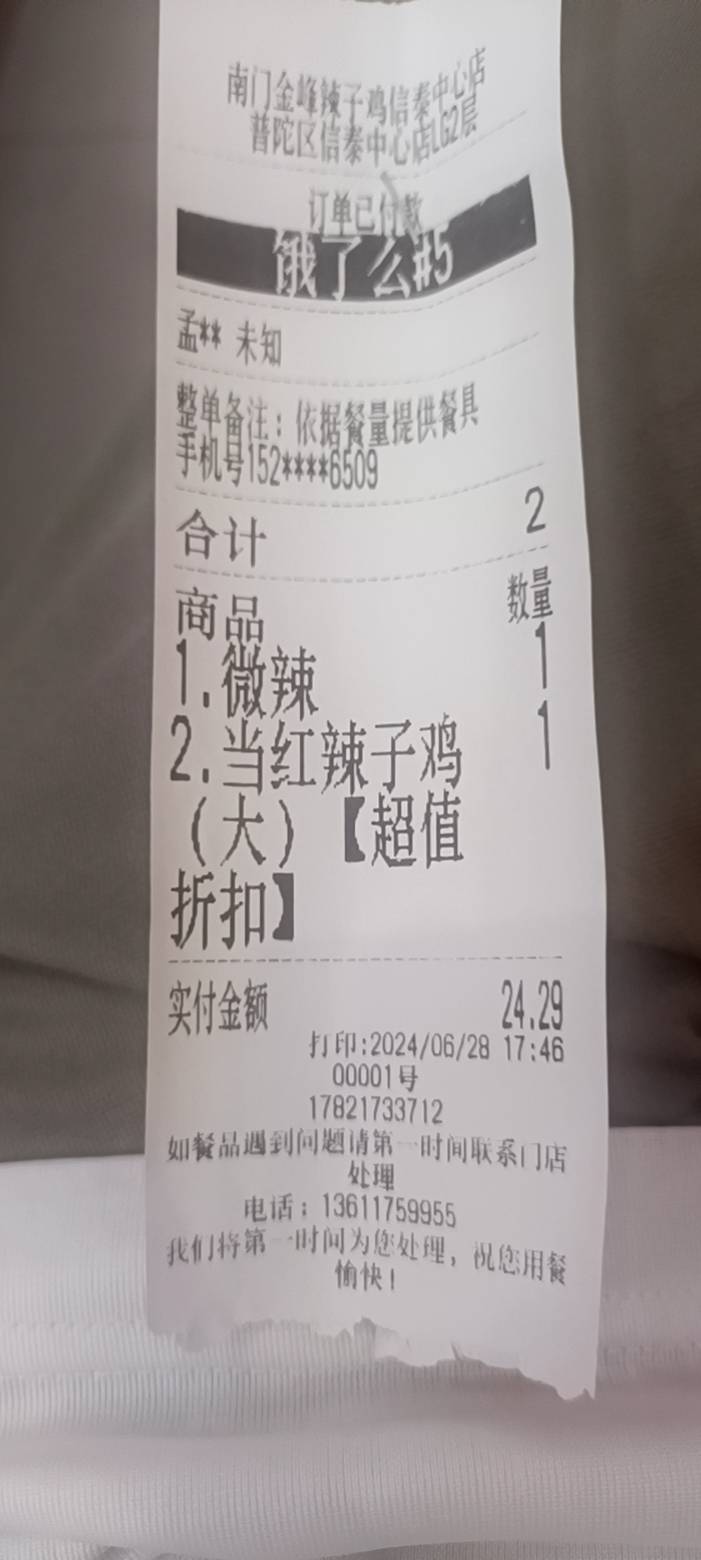 南门金峰辣子鸡信泰中心店
普陀区信泰中心店LG2层
订单已付款
饿了么#5
孟** 未知
整单备注：依据餐量提供餐具
手机号152****6509
合计 2
商品 数量
1.微辣 1
2.当红辣子鸡 1
（大）【超值
折扣】
实付金额 24.29
打印:2024/06/28 17:46
00001号
17821733712
如餐品遇到问题请第一时间联系门店
处理
电话：13611759955
我们将第一时间为您处理，祝您用餐
愉快！